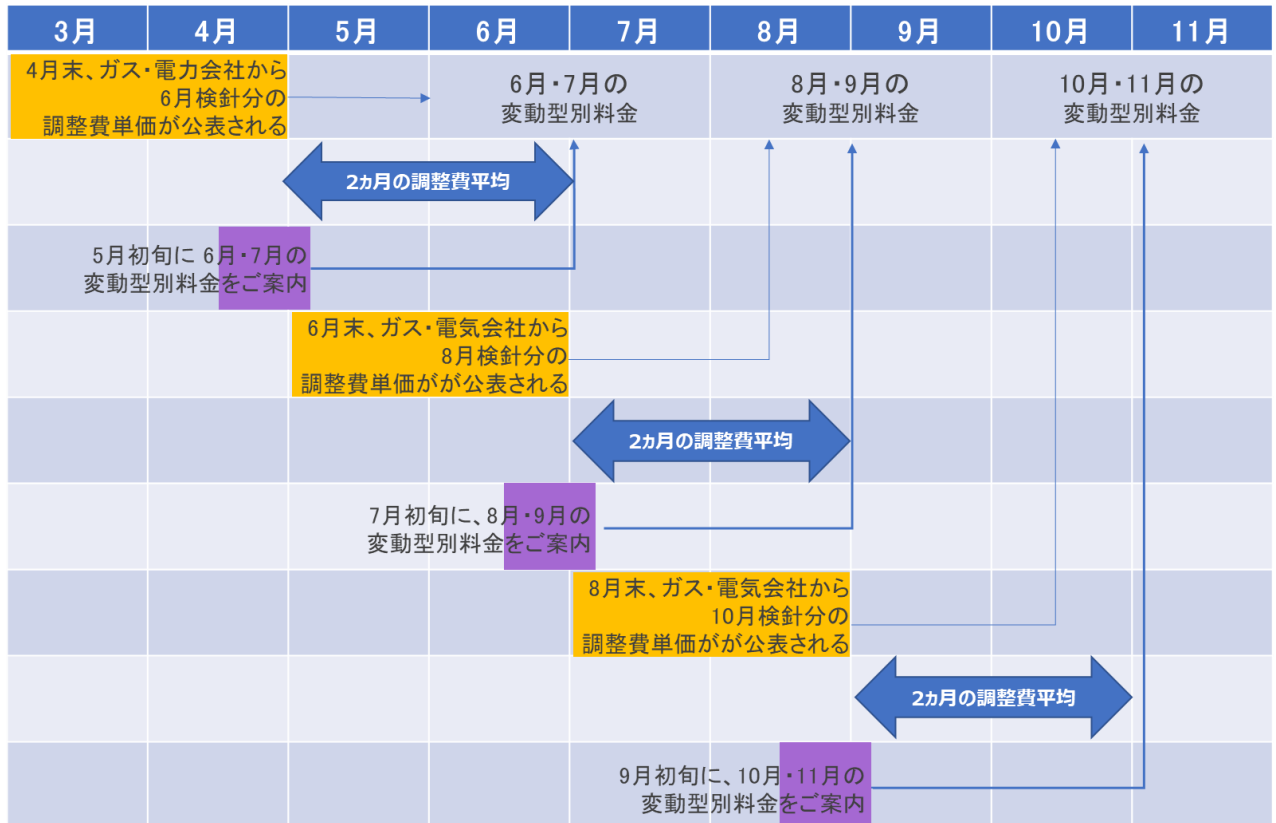 3月 4月 5月 6月 7月 8月 9月 10月 11月
4月末、ガス・電力会社から
6月検針分の
調整費単価が公表される
6月・7月の
変動型別料金
8月・9月の
変動型別料金
10月・11月の
変動型別料金
2ヵ月の調整費平均
5月初旬に 6月・7月の
変動型別料金をご案内
6月末、ガス・電気会社から
8月検針分の
調整費単価がが公表される
2ヵ月の調整費平均
7月初旬に、8月・9月の
変動型別料金をご案内
8月末、ガス・電気会社から
10月検針分の
調整費単価がが公表される
2ヵ月の調整費平均
9月初旬に、10月・11月の
変動型別料金をご案内